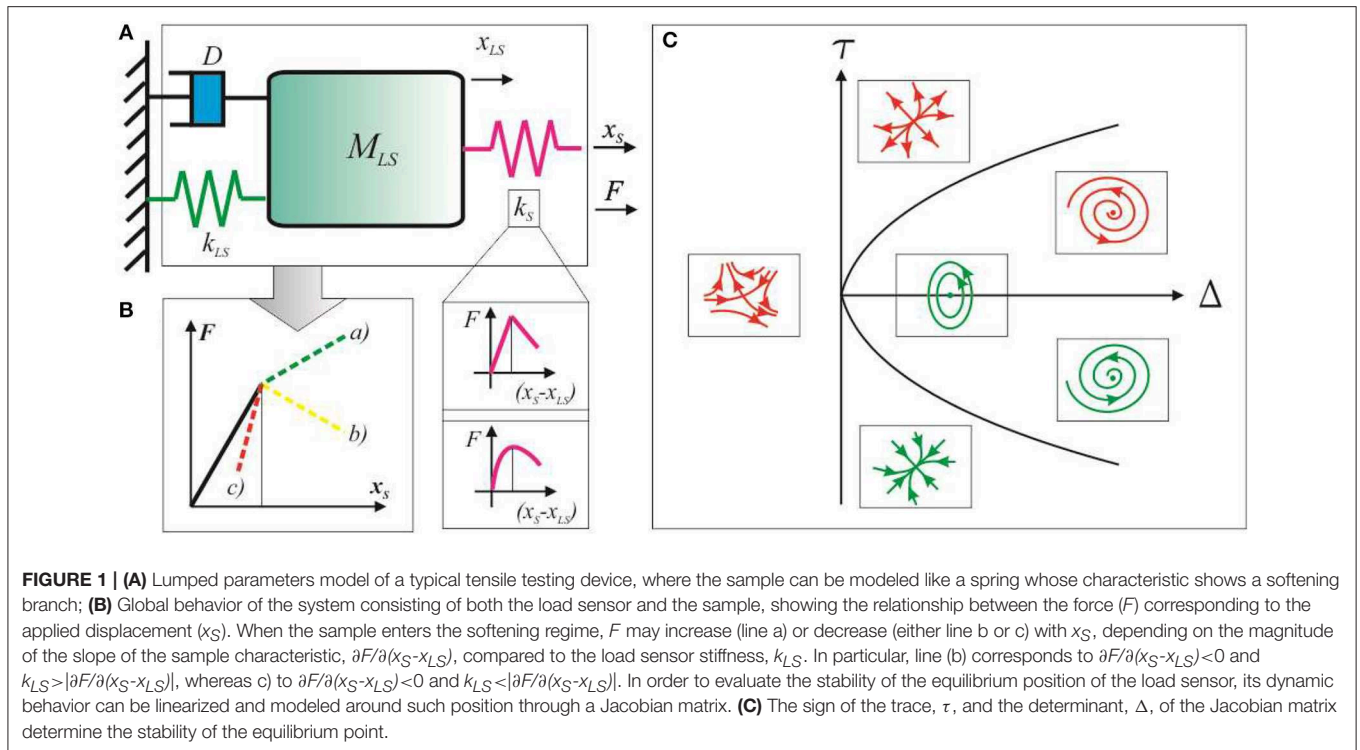 A
D
x_LS
M_LS
x_s
F
k_S
k_LS
B
F
a)
b)
c)
x_s
F
(x_S-x_LS)
F
(x_S-x_LS)
C
τ
Δ
FIGURE 1 | (A) Lumped parameters model of a typical tensile testing device, where the sample can be modeled like a spring whose characteristic shows a softening
branch; (B) Global behavior of the system consisting of both the load sensor and the sample, showing the relationship between the force (F) corresponding to the
applied displacement (x_S). When the sample enters the softening regime, F may increase (line a) or decrease (either line b or c) with x_S, depending on the magnitude
of the slope of the sample characteristic, ∂F/∂(x_S-x_LS), compared to the load sensor stiffness, k_LS. In particular, line (b) corresponds to ∂F/∂(x_S-x_LS)<0 and
k_LS>|∂F/∂(x_S-x_LS)|, whereas c) to ∂F/∂(x_S-x_LS)<0 and k_LS<|∂F/∂(x_S-x_LS)|. In order to evaluate the stability of the equilibrium position of the load sensor, its dynamic
behavior can be linearized and modeled around such position through a Jacobian matrix. (C) The sign of the trace, τ, and the determinant, Δ, of the Jacobian matrix
determine the stability of the equilibrium point.